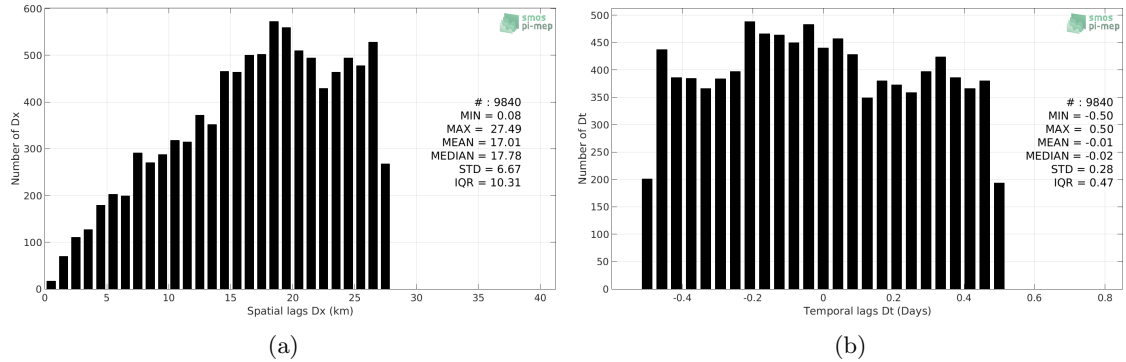 smos
pi-mep
600
500
400
300
200
100
0
Number of Dx
# : 9840
MIN = 0.08
MAX = 27.49
MEAN = 17.01
MEDIAN = 17.78
STD = 6.67
IQR = 10.31
0 5 10 15 20 25 30 35 40
Spatial lags Dx (km)
(a)
smos
pi-mep
500
450
400
350
300
250
200
150
100
50
0
Number of Dt
# : 9840
MIN = -0.50
MAX = 0.50
MEAN = -0.01
MEDIAN = -0.02
STD = 0.28
IQR = 0.47
-0.4 -0.2 0 0.2 0.4 0.6 0.8
Temporal lags Dt (Days)
(b)